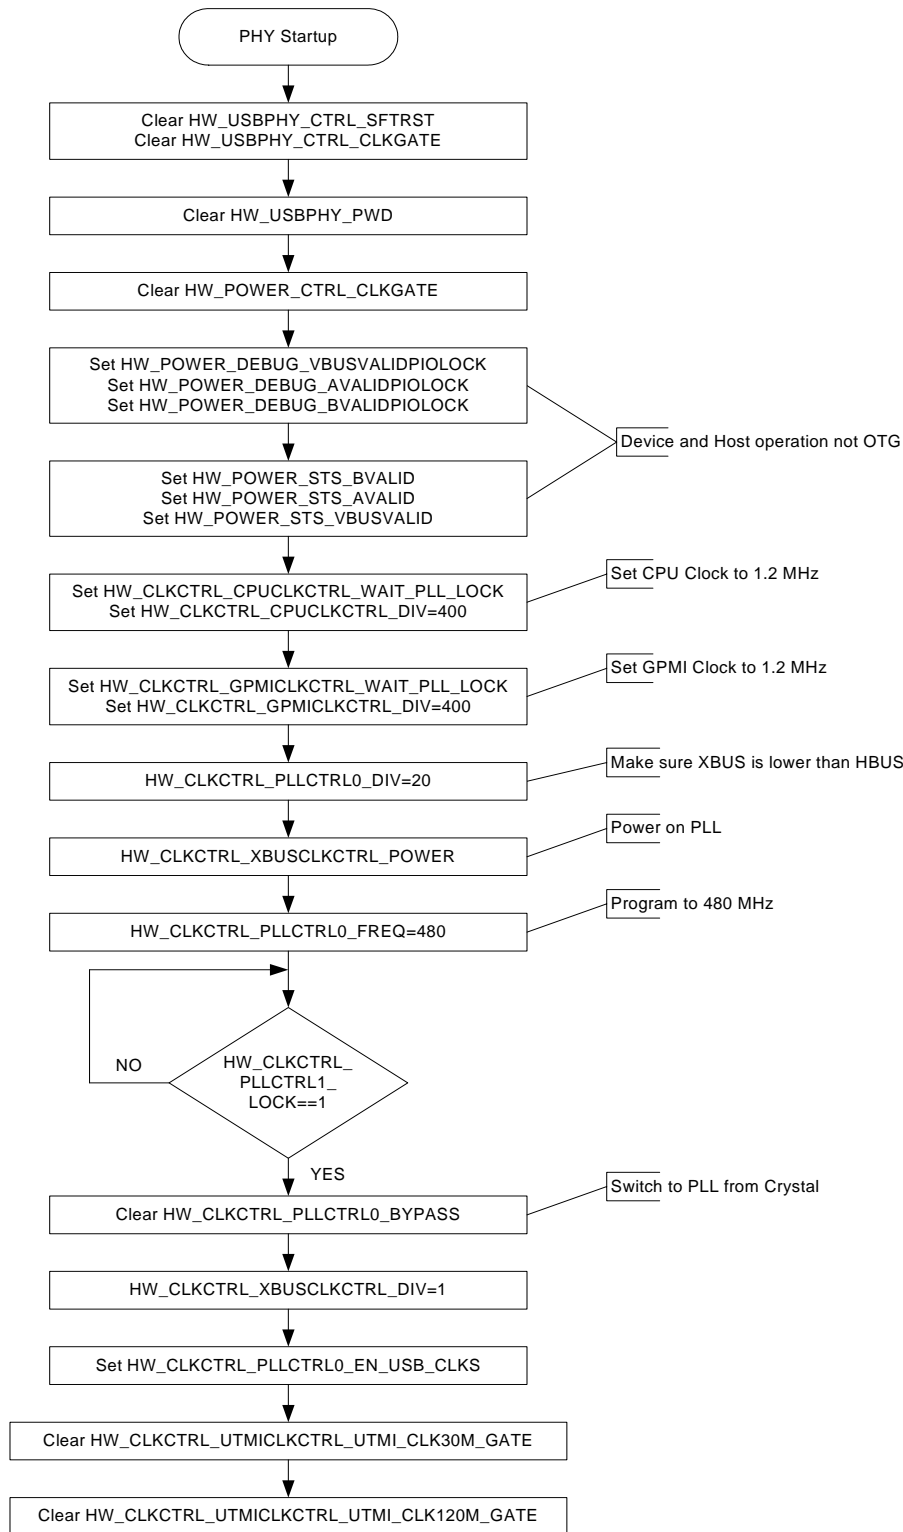 PHY Startup
Clear HW_USBPHY_CTRL_SFTRST
Clear HW_USBPHY_CTRL_CLKGATE
Clear HW_USBPHY_PWD
Clear HW_POWER_CTRL_CLKGATE
Set HW_POWER_DEBUG_VBUSVALIDPIOLOCK
Set HW_POWER_DEBUG_AVALIDPIOLOCK
Set HW_POWER_DEBUG_BVALIDPIOLOCK
Device and Host operation not OTG
Set HW_POWER_STS_BVALID
Set HW_POWER_STS_AVALID
Set HW_POWER_STS_VBUSVALID
Set HW_CLKCTRL_CPUCLKCTRL_WAIT_PLL_LOCK
Set HW_CLKCTRL_CPUCLKCTRL_DIV=400
Set CPU Clock to 1.2 MHz
Set HW_CLKCTRL_GPMICLKCTRL_WAIT_PLL_LOCK
Set HW_CLKCTRL_GPMICLKCTRL_DIV=400
Set GPMI Clock to 1.2 MHz
HW_CLKCTRL_PLLCTRL0_DIV=20
Make sure XBUS is lower than HBUS
HW_CLKCTRL_XBUSCLKCTRL_POWER
Power on PLL
HW_CLKCTRL_PLLCTRL0_FREQ=480
Program to 480 MHz
HW_CLKCTRL_
PLLCTRL1_
LOCK==1
NO
YES
Clear HW_CLKCTRL_PLLCTRL0_BYPASS
Switch to PLL from Crystal
HW_CLKCTRL_XBUSCLKCTRL_DIV=1
Set HW_CLKCTRL_PLLCTRL0_EN_USB_CLKS
Clear HW_CLKCTRL_UTMICLKCTRL_UTMI_CLK30M_GATE
Clear HW_CLKCTRL_UTMICLKCTRL_UTMI_CLK120M_GATE